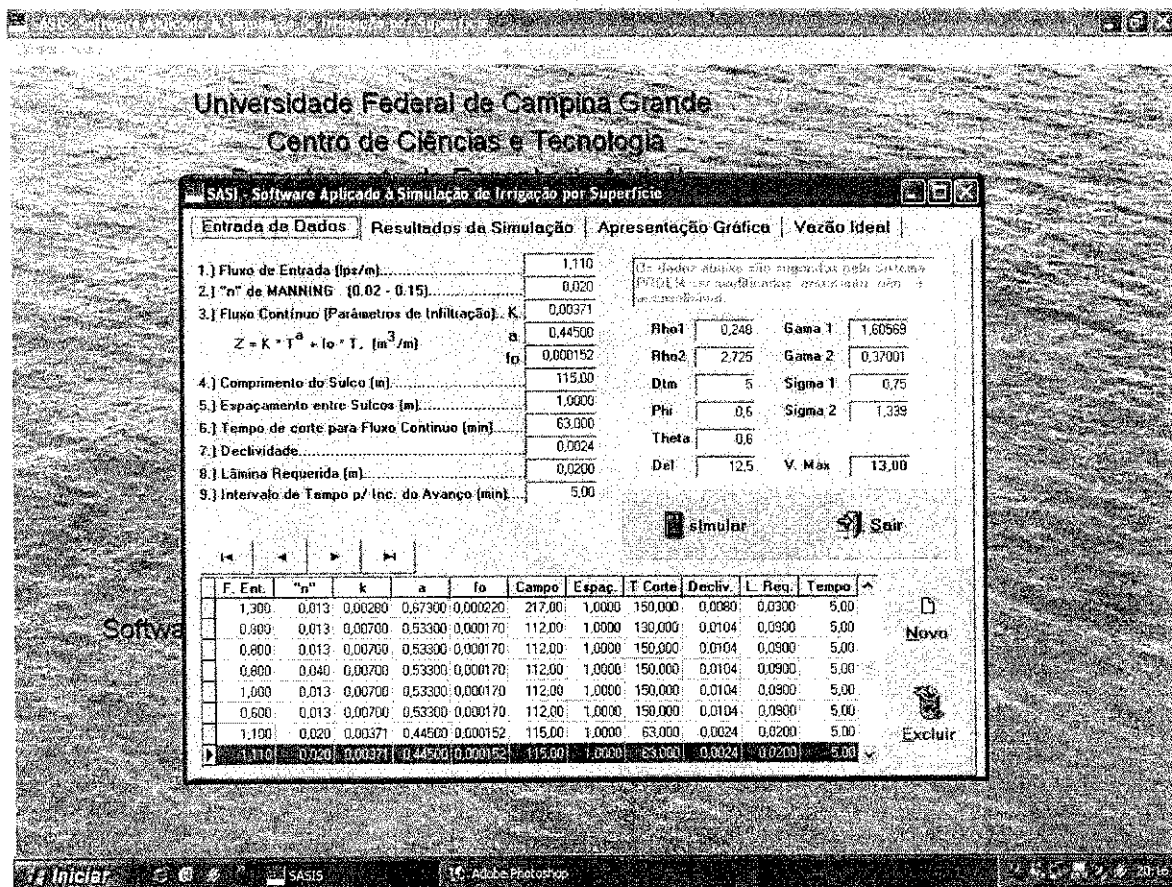 SASIS - Software Aplicado à Simulação de Irrigação por Superfície
Universidade Federal de Campina Grande
Centro de Ciências e Tecnologia
SASI - Software Aplicado à Simulação de Irrigação por Superfície
Entrada de Dados | Resultados da Simulação | Apresentação Gráfica | Vazão Ideal
1.) Fluxo de Entrada (lps/m) 1,110
2.) "n" de MANNING (0.02 - 0.15) 0,020
3.) Fluxo Contínuo (Parâmetros de Infiltração).. K 0,00371
Z = K * T^a + fo * T, (m³/m) a 0,44500
fo 0,000152
4.) Comprimento do Sulco (m) 115,00
5.) Espaçamento entre Sulcos (m) 1,0000
6.) Tempo de corte para Fluxo Contínuo (min) 63,000
7.) Declividade 0,0024
8.) Lâmina Requerida (m) 0,0200
9.) Intervalo de Tempo p/ Inc. do Avanço (min) 5,00
Os dados abaixo são sugeridos pelo sistema
Rho1 0,248 Gama 1 1,60569
Rho2 2,725 Gama 2 0,37001
Dtm 5 Sigma 1 0,75
Phi 0,6 Sigma 2 1,339
Theta 0,6
Del 12,5 V. Max 13,00
simular
Sair
F. Ent. "n" k a fo Campo Espaç. T Corte Decliv. L. Req. Tempo
1,300 0,013 0,00280 0,67300 0,000220 217,00 1,0000 150,000 0,0080 0,0300 5,00
0,800 0,013 0,00700 0,53300 0,000170 112,00 1,0000 130,000 0,0104 0,0900 5,00
0,800 0,013 0,00700 0,53300 0,000170 112,00 1,0000 150,000 0,0104 0,0900 5,00
0,800 0,040 0,00700 0,53300 0,000170 112,00 1,0000 150,000 0,0104 0,0900 5,00
1,000 0,013 0,00700 0,53300 0,000170 112,00 1,0000 150,000 0,0104 0,0900 5,00
0,600 0,013 0,00700 0,53300 0,000170 112,00 1,0000 150,000 0,0104 0,0900 5,00
1,100 0,020 0,00371 0,44500 0,000152 115,00 1,0000 63,000 0,0024 0,0200 5,00
1,110 0,020 0,00371 0,44500 0,000152 115,00 1,0000 63,000 0,0024 0,0200 5,00
Novo
Excluir
Softwa
Iniciar
SASIS
Adobe Photoshop